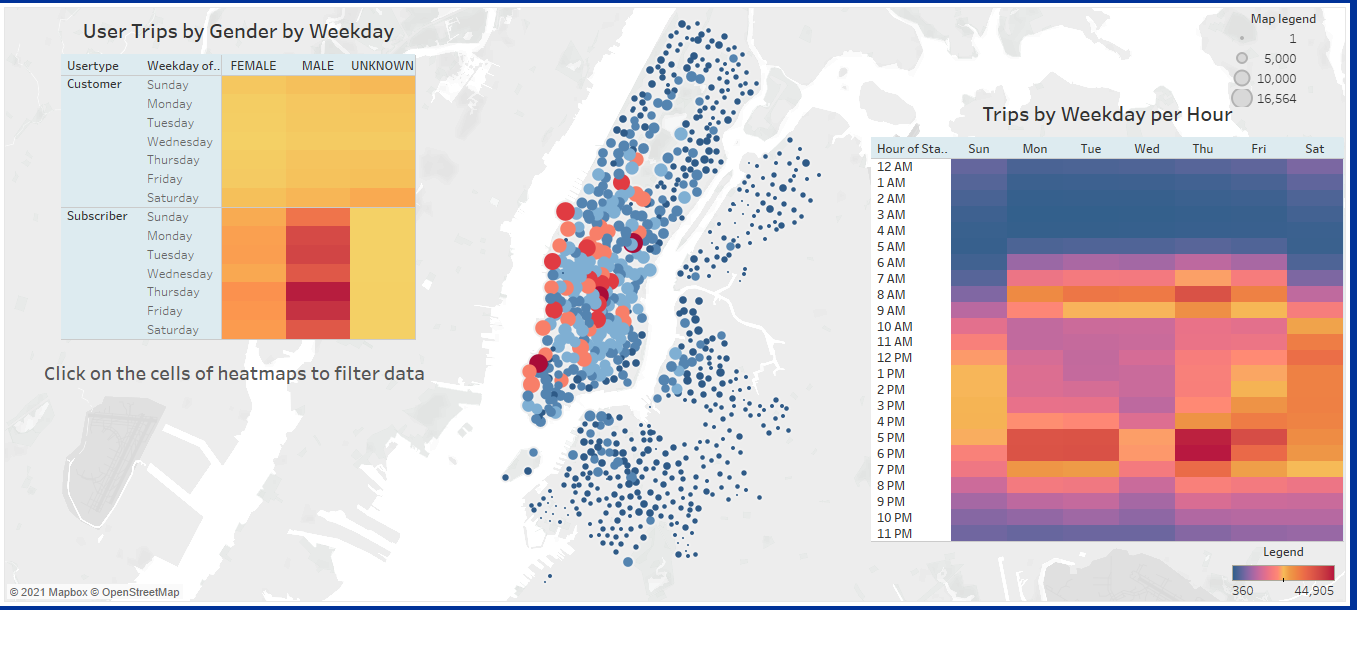 User Trips by Gender by Weekday
Usertype Weekday of.. FEMALE MALE UNKNOWN
Customer Sunday
Monday
Tuesday
Wednesday
Thursday
Friday
Saturday
Subscriber Sunday
Monday
Tuesday
Wednesday
Thursday
Friday
Saturday
Click on the cells of heatmaps to filter data
Map legend
1
5,000
10,000
16,564
Trips by Weekday per Hour
Hour of Sta.. Sun Mon Tue Wed Thu Fri Sat
12 AM
1 AM
2 AM
3 AM
4 AM
5 AM
6 AM
7 AM
8 AM
9 AM
10 AM
11 AM
12 PM
1 PM
2 PM
3 PM
4 PM
5 PM
6 PM
7 PM
8 PM
9 PM
10 PM
11 PM
Legend
360 44,905
© 2021 Mapbox © OpenStreetMap